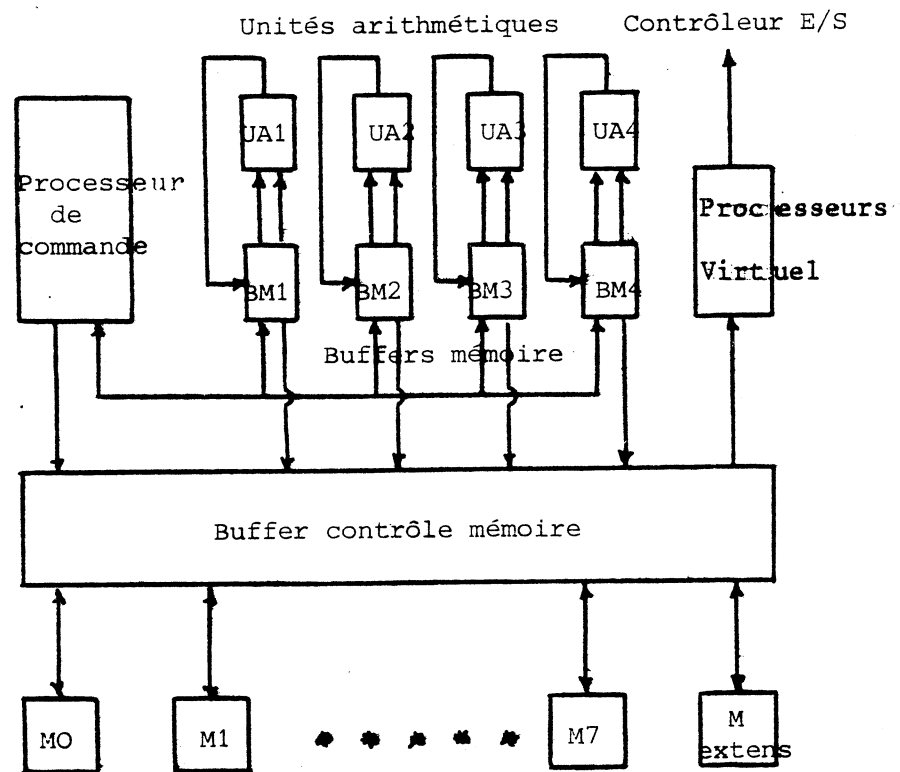 Unités arithmétiques
Contrôleur E/S
UA1
UA2
UA3
UA4
Processeur
de
commande
Processeurs
Virtuel
BM1
BM2
BM3
BM4
Buffers mémoire
Buffer contrôle mémoire
MO
M1
M7
M
extens